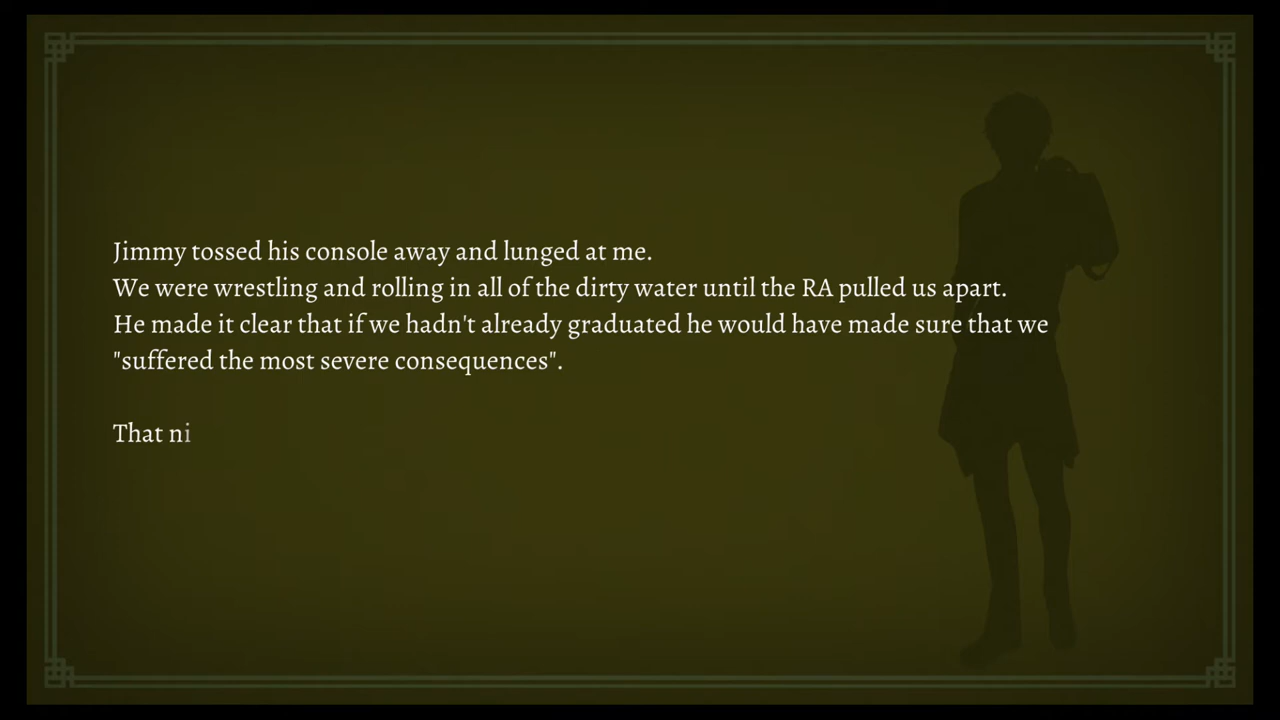 Jimmy tossed his console away and lunged at me.
We were wrestling and rolling in all of the dirty water until the RA pulled us apart.
He made it clear that if we hadn't already graduated he would have made sure that we
"suffered the most severe consequences".
That ni